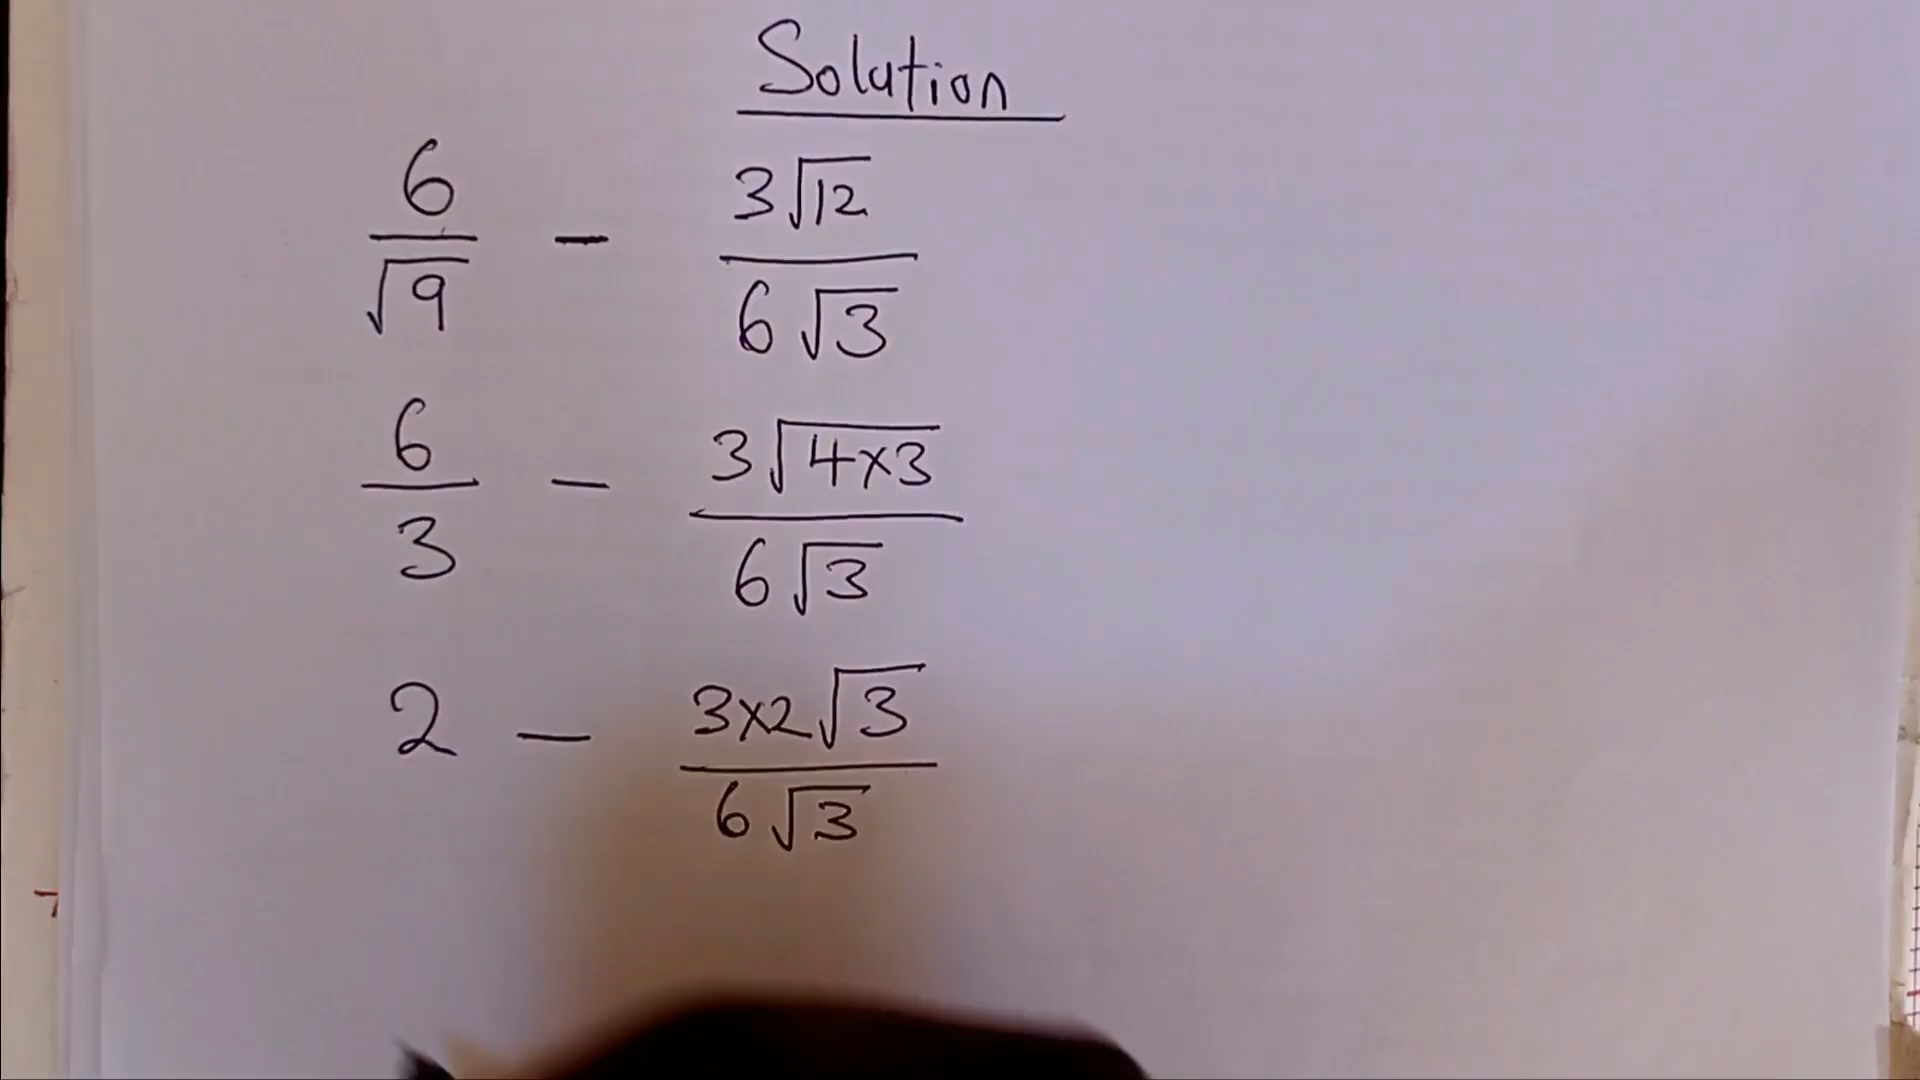 Solution
6/√9 - 3√12/6√3
6/3 - 3√4×3/6√3
2 - 3×2√3/6√3